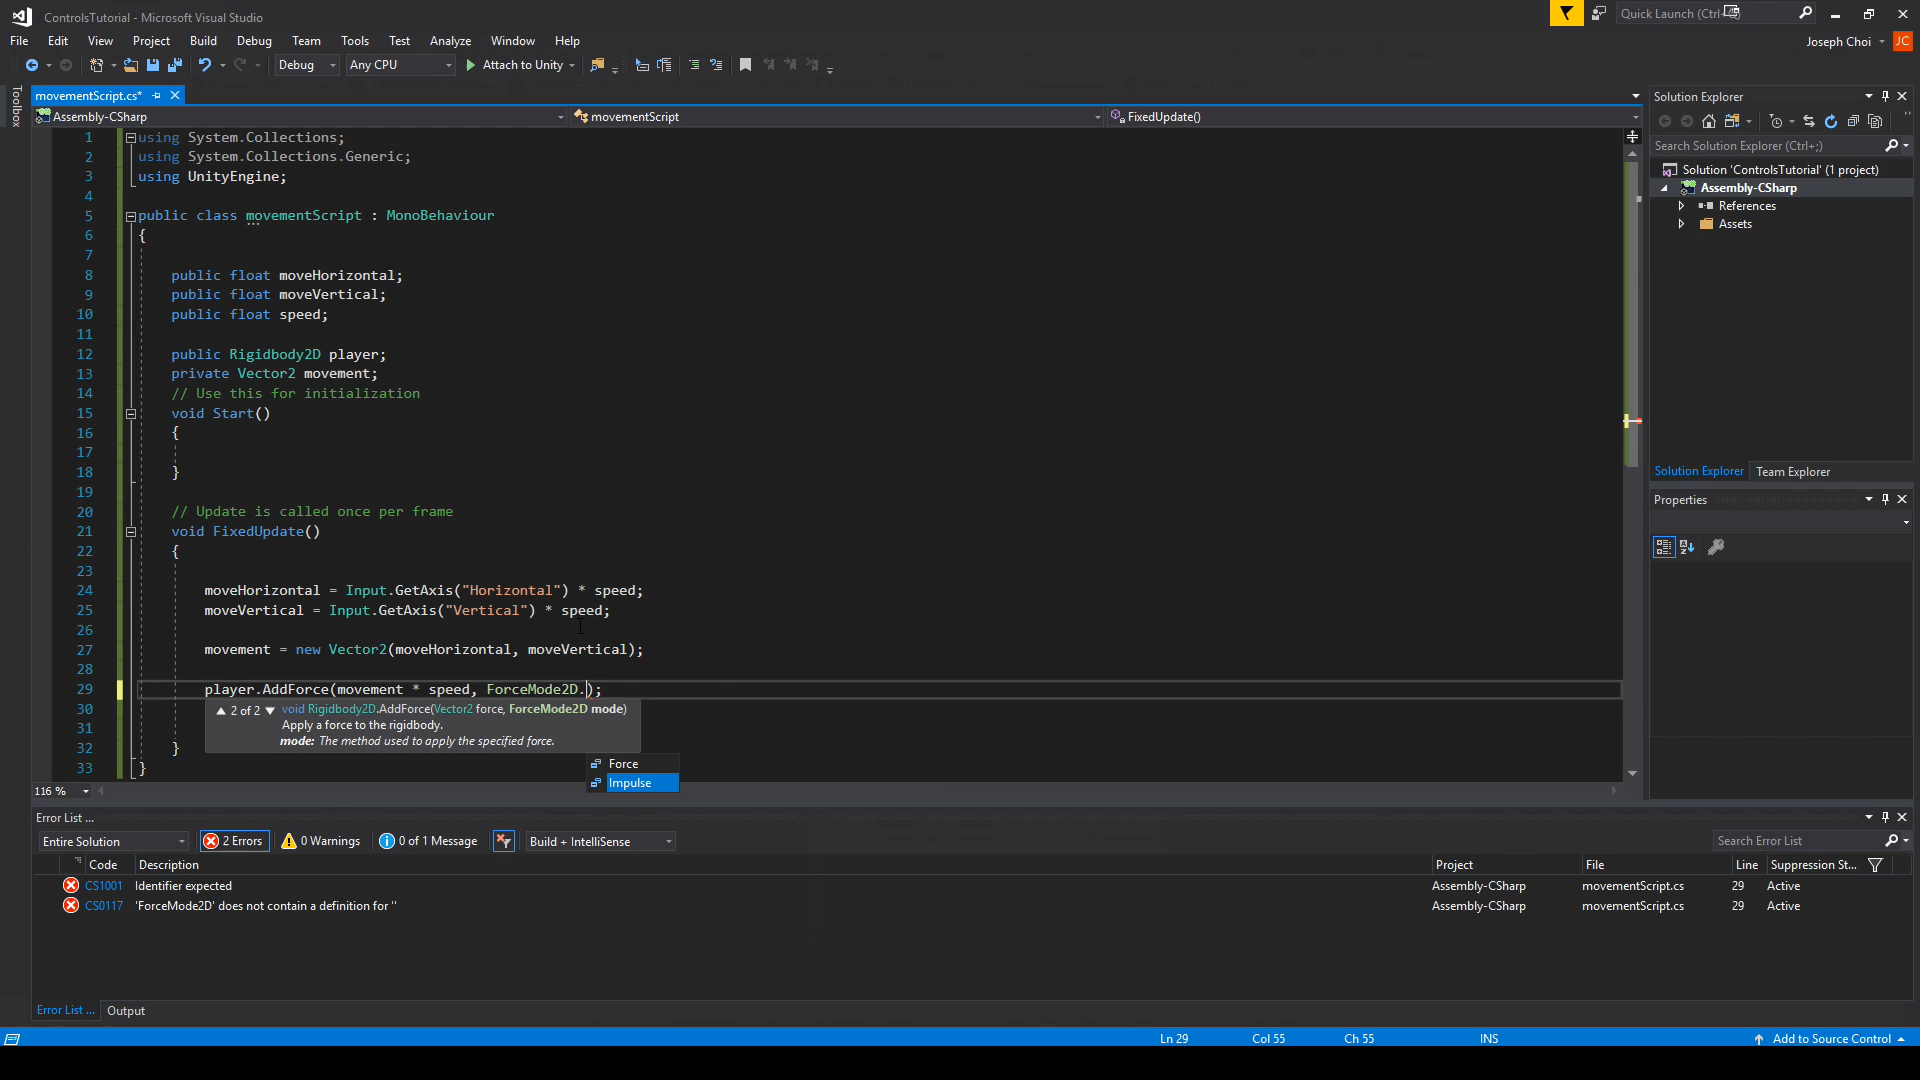 ControlsTutorial - Microsoft Visual Studio
Quick Launch (Ctrl+Q)
File Edit View Project Build Debug Team Tools Test Analyze Window Help
Joseph Choi JC
Debug Any CPU Attach to Unity
Toolbox
movementScript.cs*
Assembly-CSharp movementScript FixedUpdate()
1 using System.Collections;
2 using System.Collections.Generic;
3 using UnityEngine;
4
5 public class movementScript : MonoBehaviour
6 {
7
8 public float moveHorizontal;
9 public float moveVertical;
10 public float speed;
11
12 public Rigidbody2D player;
13 private Vector2 movement;
14 // Use this for initialization
15 void Start()
16 {
17
18 }
19
20 // Update is called once per frame
21 void FixedUpdate()
22 {
23
24 moveHorizontal = Input.GetAxis("Horizontal") * speed;
25 moveVertical = Input.GetAxis("Vertical") * speed;
26
27 movement = new Vector2(moveHorizontal, moveVertical);
28
29 player.AddForce(movement * speed, ForceMode2D.);
30 2 of 2 void Rigidbody2D.AddForce(Vector2 force, ForceMode2D mode)
Apply a force to the rigidbody.
31 mode: The method used to apply the specified force.
32 }
Force
33 }
Impulse
116 %
Solution Explorer
Search Solution Explorer (Ctrl+;)
Solution 'ControlsTutorial' (1 project)
Assembly-CSharp
References
Assets
Solution Explorer Team Explorer
Properties
Error List ...
Entire Solution 2 Errors 0 Warnings 0 of 1 Message Build + IntelliSense Search Error List
Code Description Project File Line Suppression St...
CS1001 Identifier expected Assembly-CSharp movementScript.cs 29 Active
CS0117 'ForceMode2D' does not contain a definition for '' Assembly-CSharp movementScript.cs 29 Active
Error List ... Output
Ln 29 Col 55 Ch 55 INS Add to Source Control